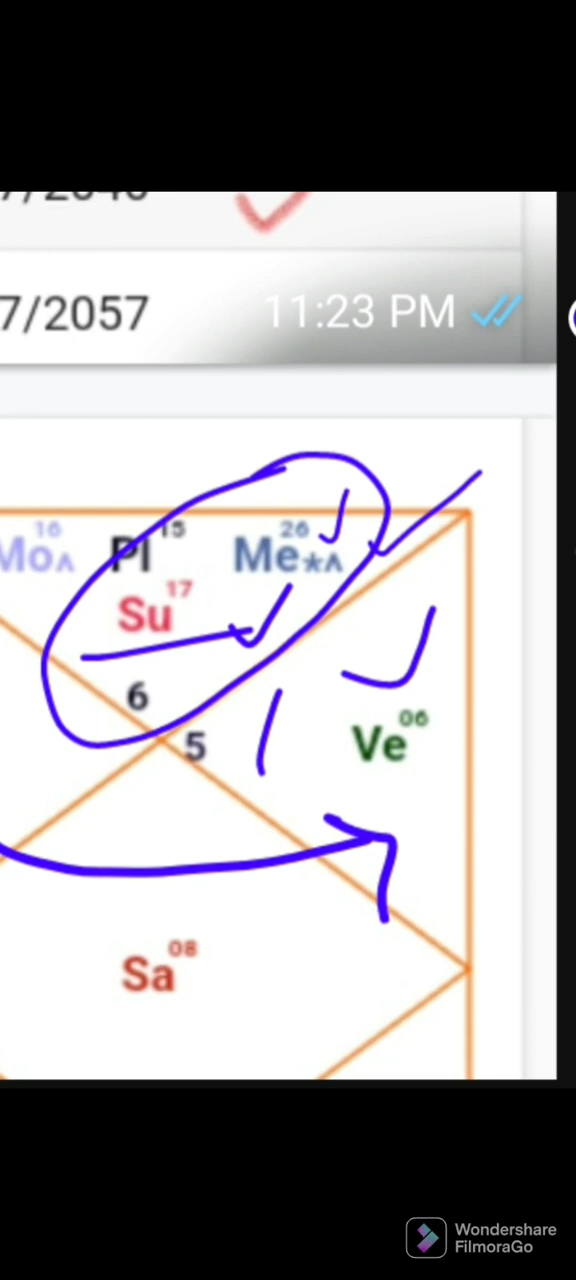 7/2057 11:23 PM
16 15 26
Mo^ Pl Me*^
17
Su
6
5
06
Ve
08
Sa
Wondershare
FilmoraGo